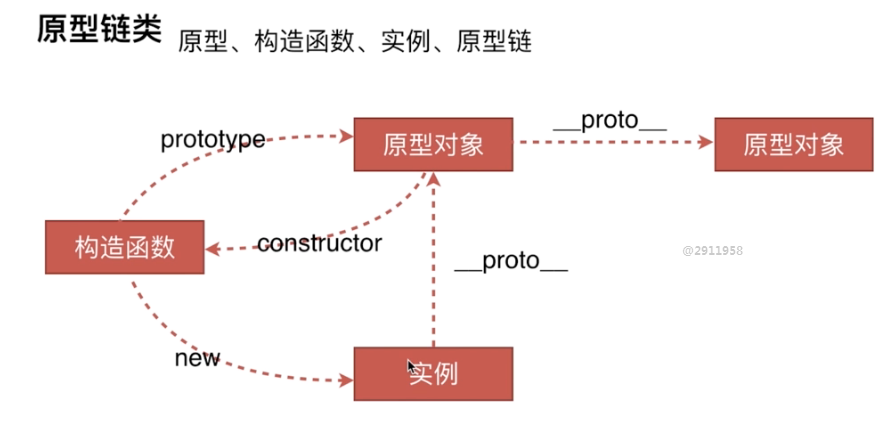 原型链类
原型、构造函数、实例、原型链
prototype
原型对象
__proto__
原型对象
构造函数
constructor
__proto__
@2911958
new
实例